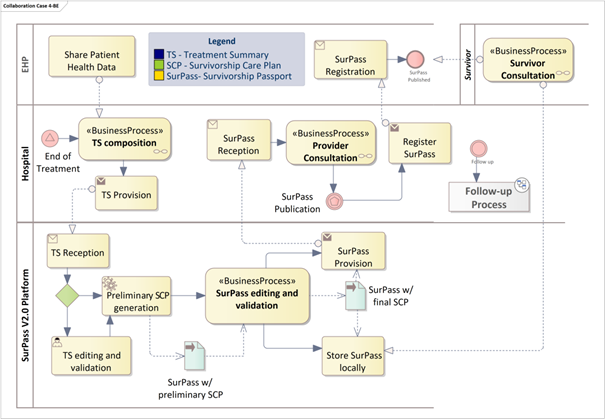 Collaboration Case 4-BE
EHP
Share Patient
Health Data
Legend
TS - Treatment Summary
SCP - Survivorship Care Plan
SurPass- Survivorship Passport
SurPass
Registration
SurPass
Published
Survivor
«BusinessProcess»
Survivor
Consultation
Hospital
End of
Treatment
«BusinessProcess»
TS composition
TS Provision
SurPass
Reception
«BusinessProcess»
Provider
Consultation
SurPass
Publication
Register
SurPass
Follow up
Follow-up
Process
SurPass V2.0 Platform
TS Reception
TS editing and
validation
Preliminary SCP
generation
SurPass w/
preliminary SCP
«BusinessProcess»
SurPass editing and
validation
SurPass
Provision
SurPass w/
final SCP
Store SurPass
locally